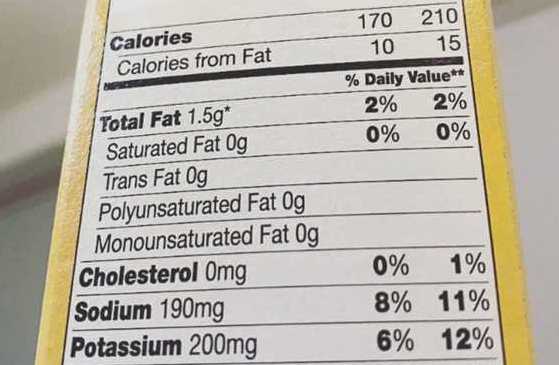 Calories 170 210
Calories from Fat 10 15
% Daily Value**
Total Fat 1.5g* 2% 2%
Saturated Fat 0g 0% 0%
Trans Fat 0g
Polyunsaturated Fat 0g
Monounsaturated Fat 0g
Cholesterol 0mg 0% 1%
Sodium 190mg 8% 11%
Potassium 200mg 6% 12%